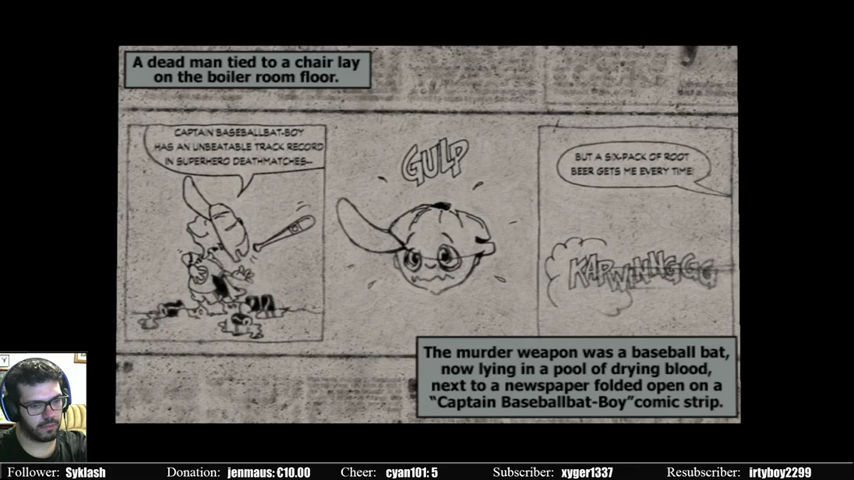 A dead man tied to a chair lay
on the boiler room floor.
CAPTAIN BASEBALLBAT-BOY
HAS AN UNBEATABLE TRACK RECORD
IN SUPERHERO DEATHMATCHES--
GULP
BUT A SIX-PACK OF ROOT
BEER GETS ME EVERY TIME!
KAPWINNGGG
The murder weapon was a baseball bat,
now lying in a pool of drying blood,
next to a newspaper folded open on a
"Captain Baseballbat-Boy"comic strip.
Follower: Syklash
Donation: jenmaus: €10.00
Cheer: cyan101: 5
Subscriber: xyger1337
Resubscriber: irtyboy2299